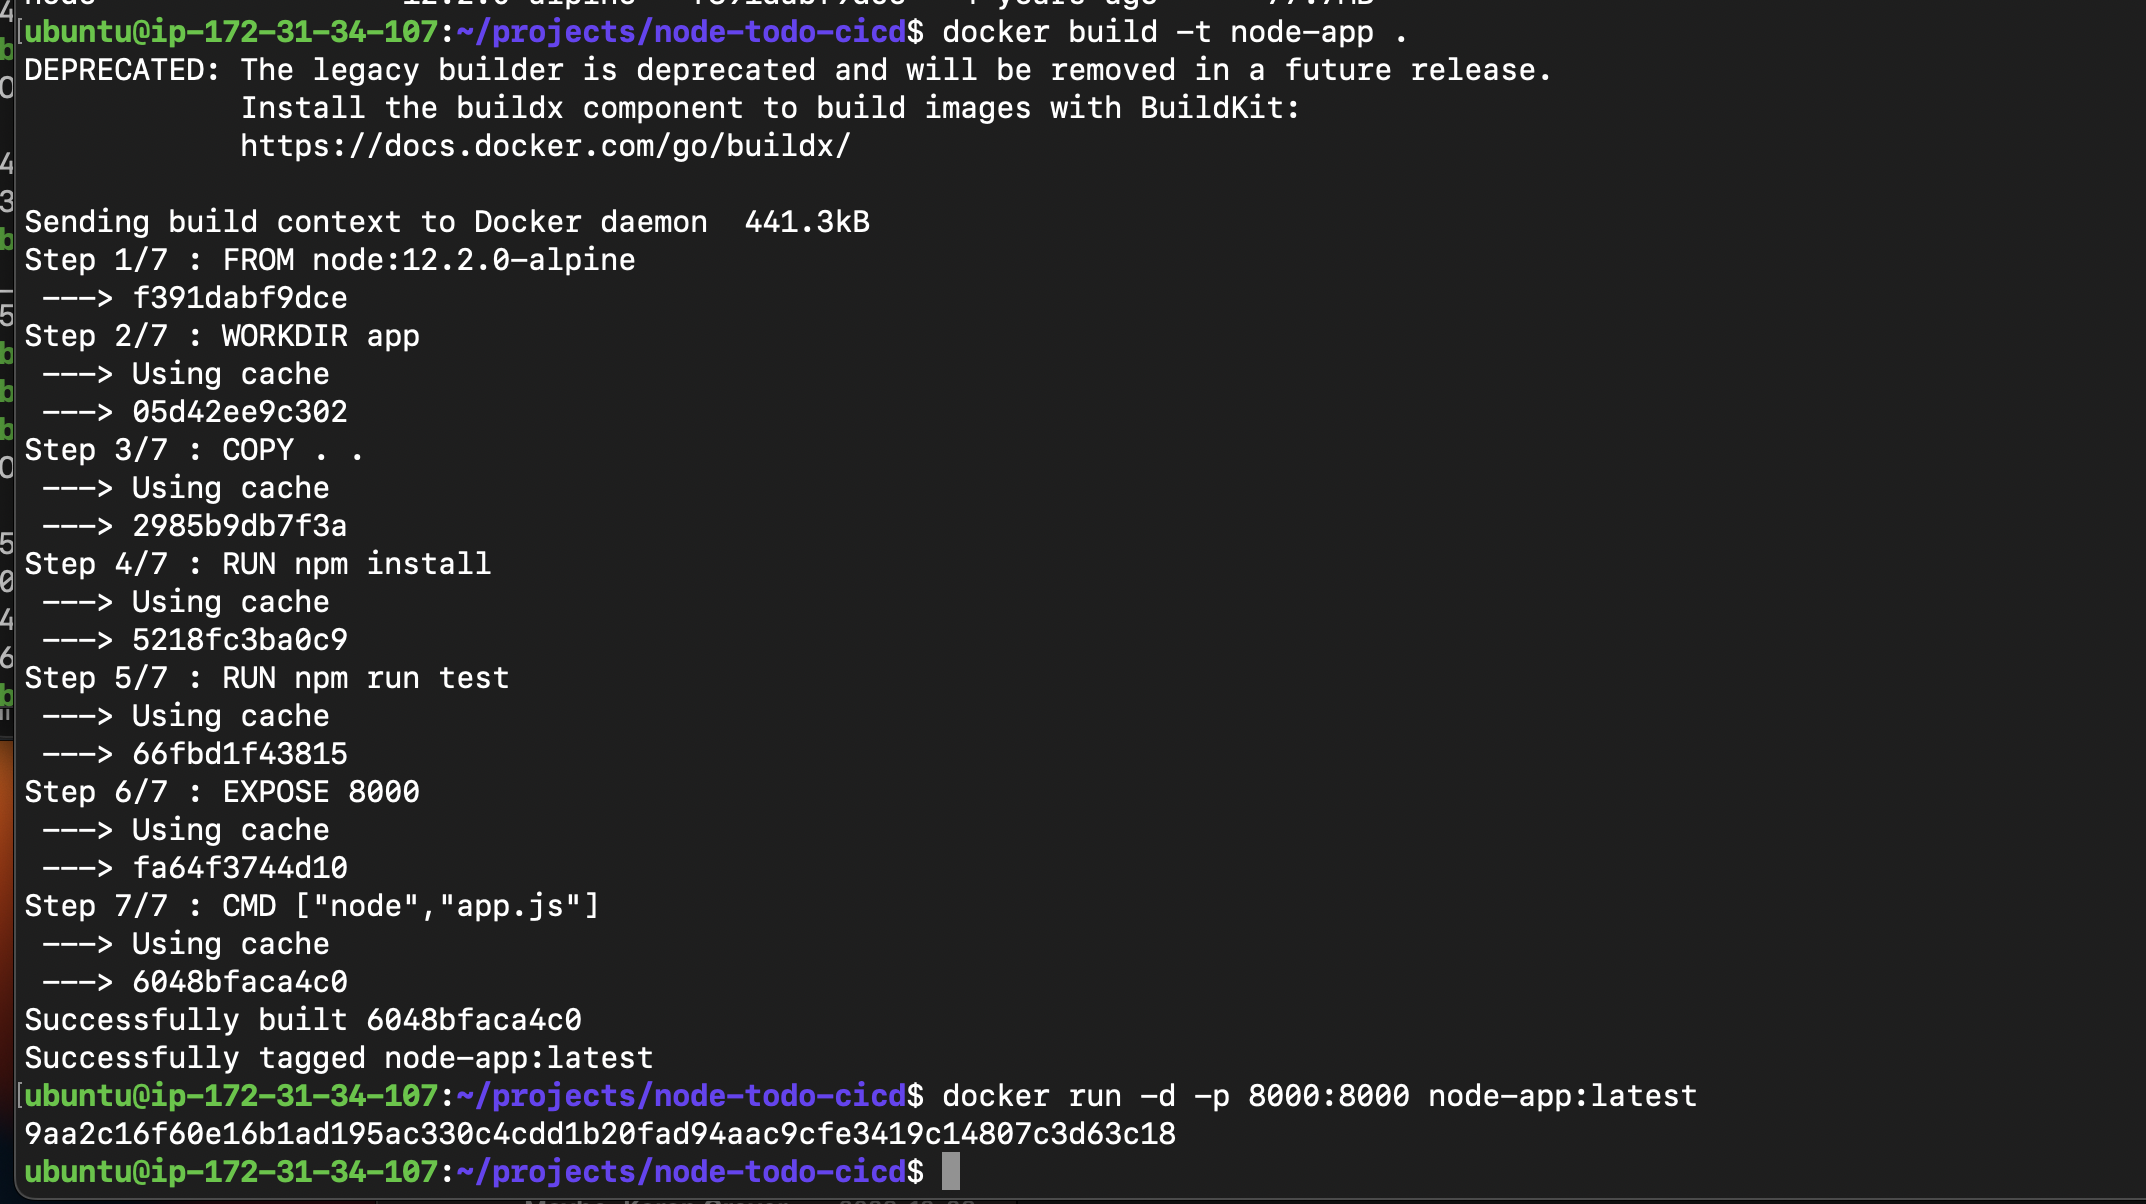 ubuntu@ip-172-31-34-107:~/projects/node-todo-cicd$ docker build -t node-app .
DEPRECATED: The legacy builder is deprecated and will be removed in a future release.
            Install the buildx component to build images with BuildKit:
            https://docs.docker.com/go/buildx/

Sending build context to Docker daemon  441.3kB
Step 1/7 : FROM node:12.2.0-alpine
 ---> f391dabf9dce
Step 2/7 : WORKDIR app
 ---> Using cache
 ---> 05d42ee9c302
Step 3/7 : COPY . .
 ---> Using cache
 ---> 2985b9db7f3a
Step 4/7 : RUN npm install
 ---> Using cache
 ---> 5218fc3ba0c9
Step 5/7 : RUN npm run test
 ---> Using cache
 ---> 66fbd1f43815
Step 6/7 : EXPOSE 8000
 ---> Using cache
 ---> fa64f3744d10
Step 7/7 : CMD ["node","app.js"]
 ---> Using cache
 ---> 6048bfaca4c0
Successfully built 6048bfaca4c0
Successfully tagged node-app:latest
ubuntu@ip-172-31-34-107:~/projects/node-todo-cicd$ docker run -d -p 8000:8000 node-app:latest
9aa2c16f60e16b1ad195ac330c4cdd1b20fad94aac9cfe3419c14807c3d63c18
ubuntu@ip-172-31-34-107:~/projects/node-todo-cicd$